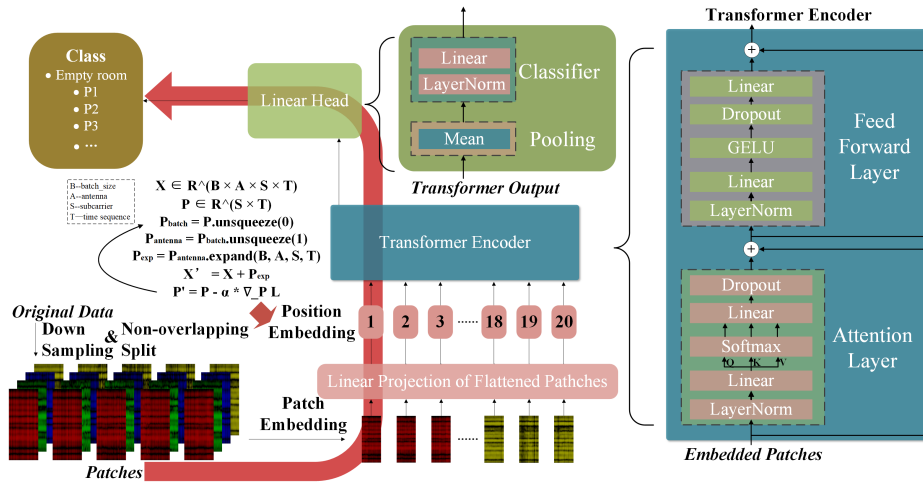 Class
• Empty room
• P1
• P2
• P3
• ...
B--batch_size
A--antenna
S--subcarrier
T—time sequence
X ∈ R^(B × A × S × T)
P ∈ R^(S × T)
Pbatch = P.unsqueeze(0)
Pantenna = Pbatch.unsqueeze(1)
Pexp = Pantenna.expand(B, A, S, T)
X’ = X + Pexp
P' = P - α * ∇_P L
Original Data
Down Sampling
&
Non-overlapping Split
Patches
Position Embedding
Patch Embedding
Linear Head
Linear
LayerNorm
Classifier
Mean
Pooling
Transformer Output
Transformer Encoder
1 2 3 ...... 18 19 20
Linear Projection of Flattened Pathches
......
Transformer Encoder
+
Linear
Dropout
GELU
Linear
LayerNorm
Feed Forward Layer
+
Dropout
Linear
Softmax
Q K V
Linear
LayerNorm
Attention Layer
Embedded Patches